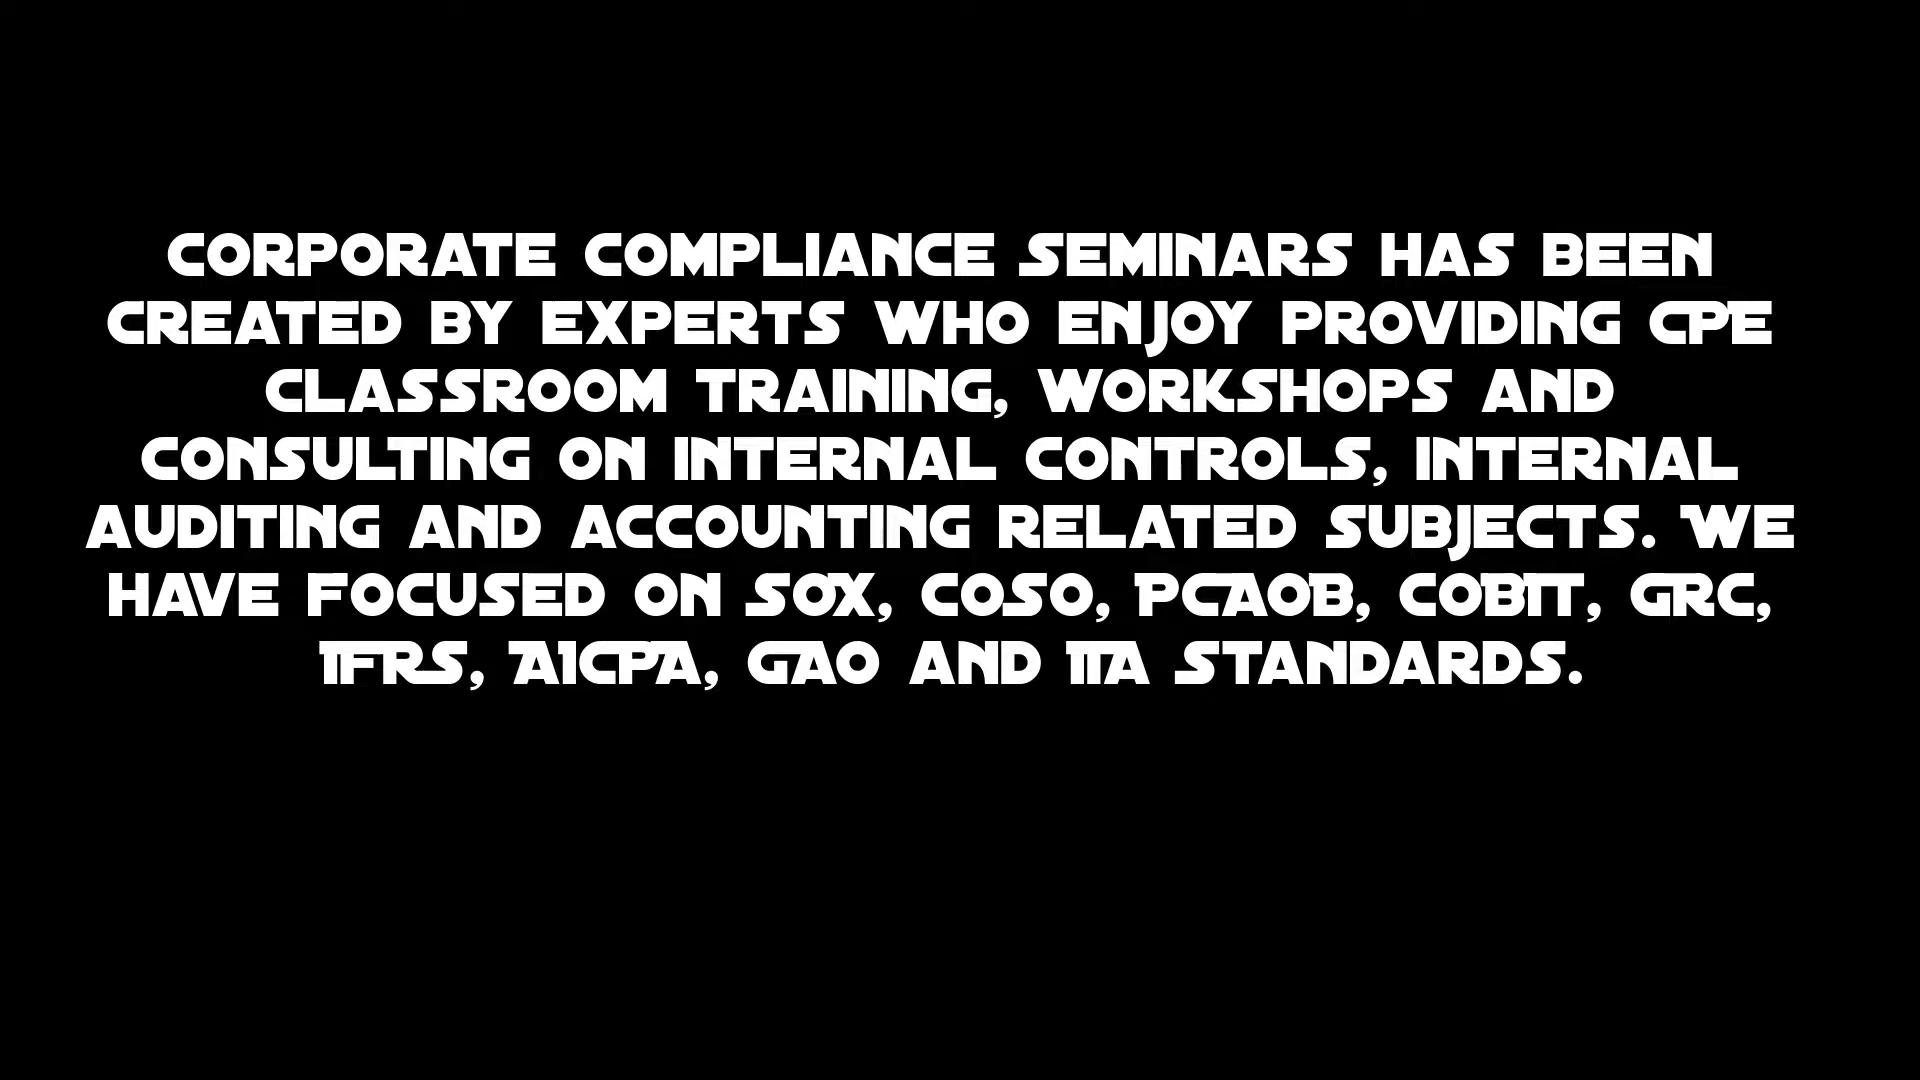 CORPORATE COMPLIANCE SEMINARS HAS BEEN
CREATED BY EXPERTS WHO ENJOY PROVIDING CPE
CLASSROOM TRAINING, WORKSHOPS AND
CONSULTING ON INTERNAL CONTROLS, INTERNAL
AUDITING AND ACCOUNTING RELATED SUBJECTS. WE
HAVE FOCUSED ON SOX, COSO, PCAOB, COBIT, GRC,
IFRS, AICPA, GAO AND IIA STANDARDS.